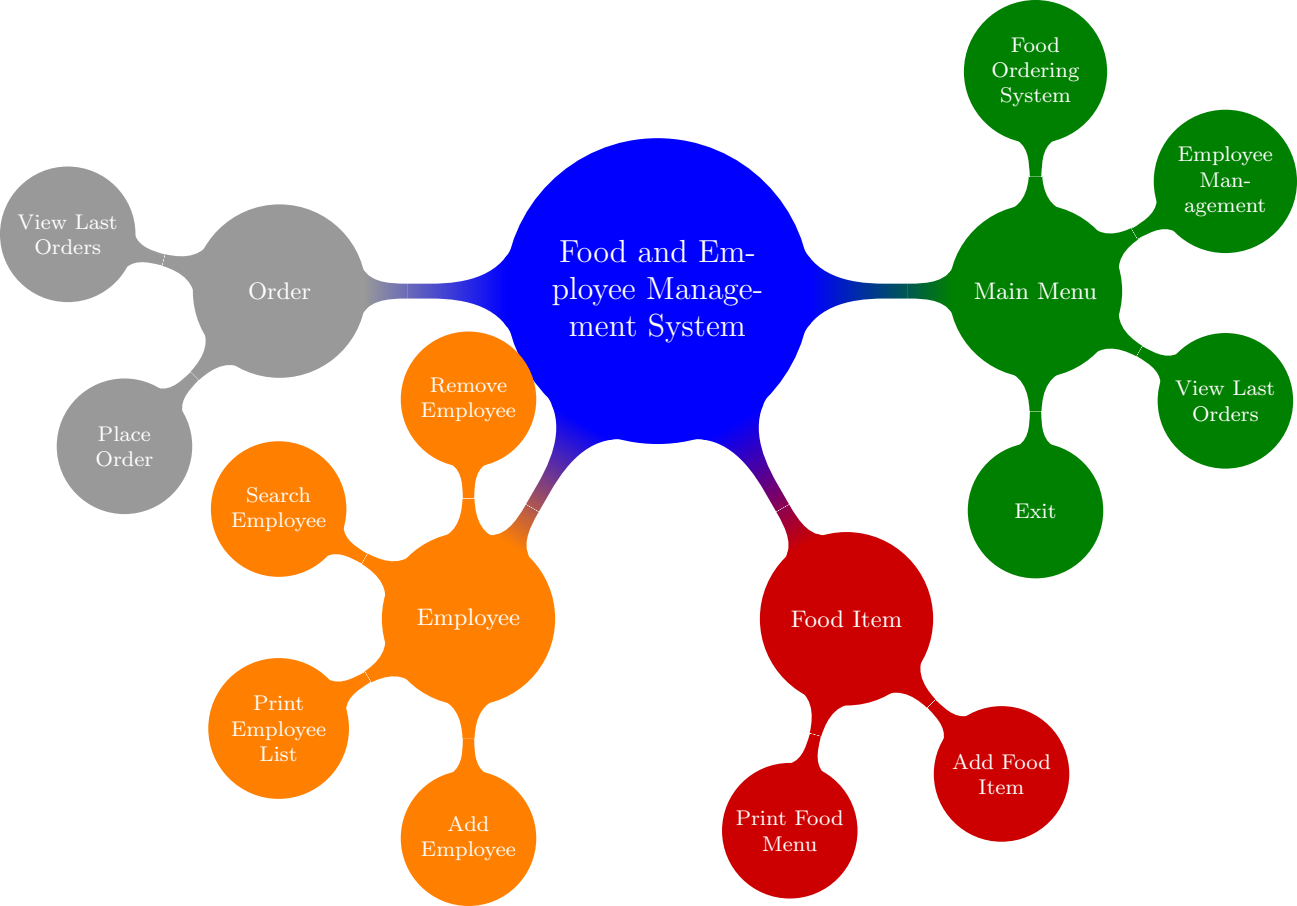 Food
Ordering
System
Employee
Man-
agement
View Last
Orders
Food and Em-
ployee Manage-
ment System
Order
Main Menu
Remove
Employee
View Last
Orders
Place
Order
Search
Employee
Exit
Employee
Food Item
Print
Employee
List
Add Food
Item
Add
Employee
Print Food
Menu